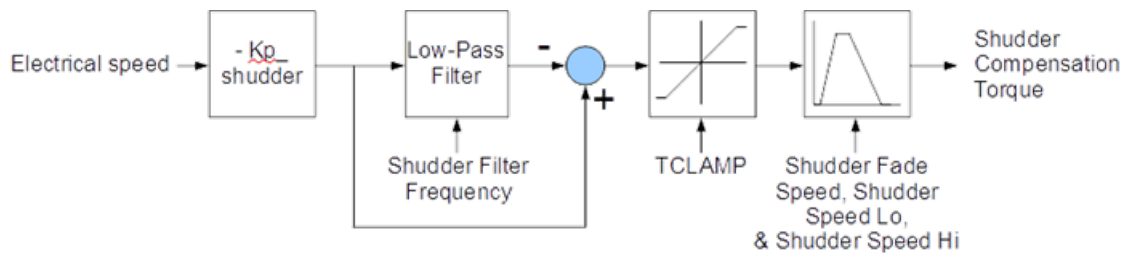 Electrical speed
- Kp_
shudder
Low-Pass
Filter
-
+
Shudder Filter
Frequency
TCLAMP
Shudder Fade
Speed, Shudder
Speed Lo,
& Shudder Speed Hi
Shudder
Compensation
Torque